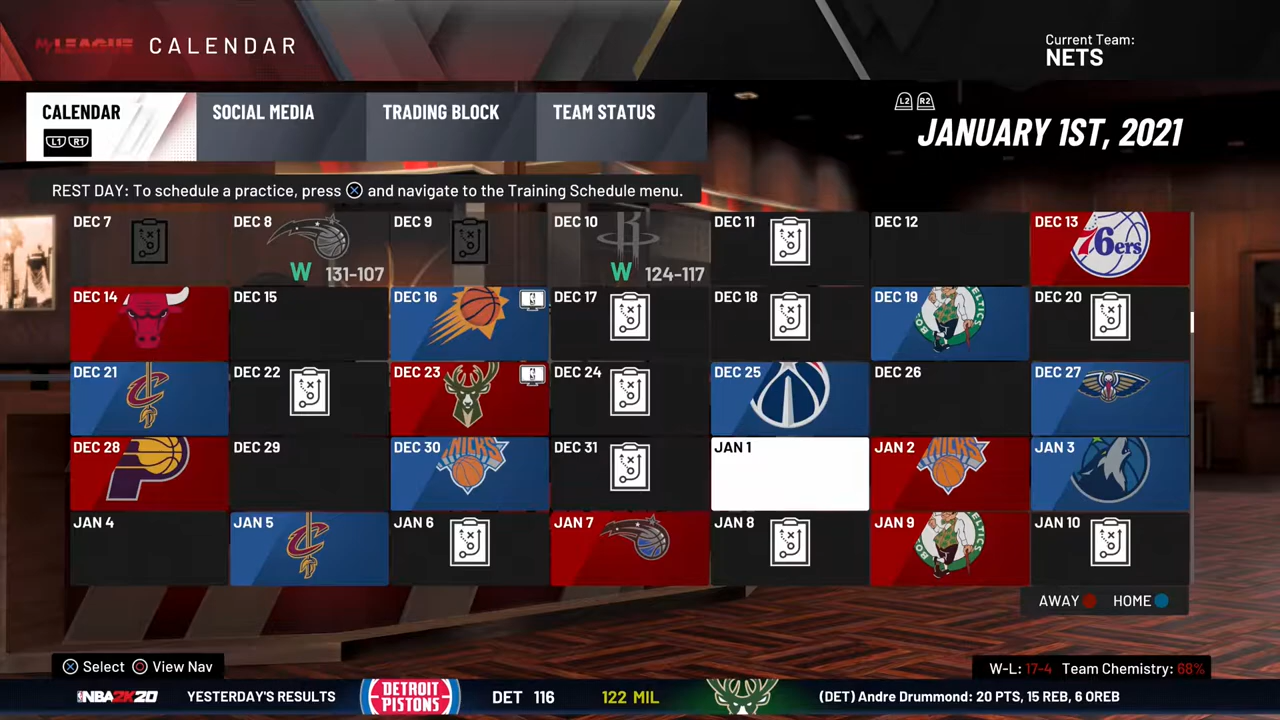 MyLEAGUE CALENDAR
Current Team:
NETS
CALENDAR
L1 R1
SOCIAL MEDIA
TRADING BLOCK
TEAM STATUS
L2 R2
JANUARY 1ST, 2021
REST DAY: To schedule a practice, press and navigate to the Training Schedule menu.
DEC 7 DEC 8 DEC 9 DEC 10 DEC 11 DEC 12 DEC 13
76ers
W 131-107 W 124-117
DEC 14 DEC 15 DEC 16 DEC 17 DEC 18 DEC 19 DEC 20
DEC 21 DEC 22 DEC 23 DEC 24 DEC 25 DEC 26 DEC 27
DEC 28 DEC 29 DEC 30 DEC 31 JAN 1 JAN 2 JAN 3
NICKS NICKS
JAN 4 JAN 5 JAN 6 JAN 7 JAN 8 JAN 9 JAN 10
AWAY HOME
Select View Nav
W-L: 17-4 Team Chemistry: 68%
NBA2K20 YESTERDAY'S RESULTS DETROIT PISTONS DET 116 122 MIL (DET) Andre Drummond: 20 PTS, 15 REB, 6 OREB